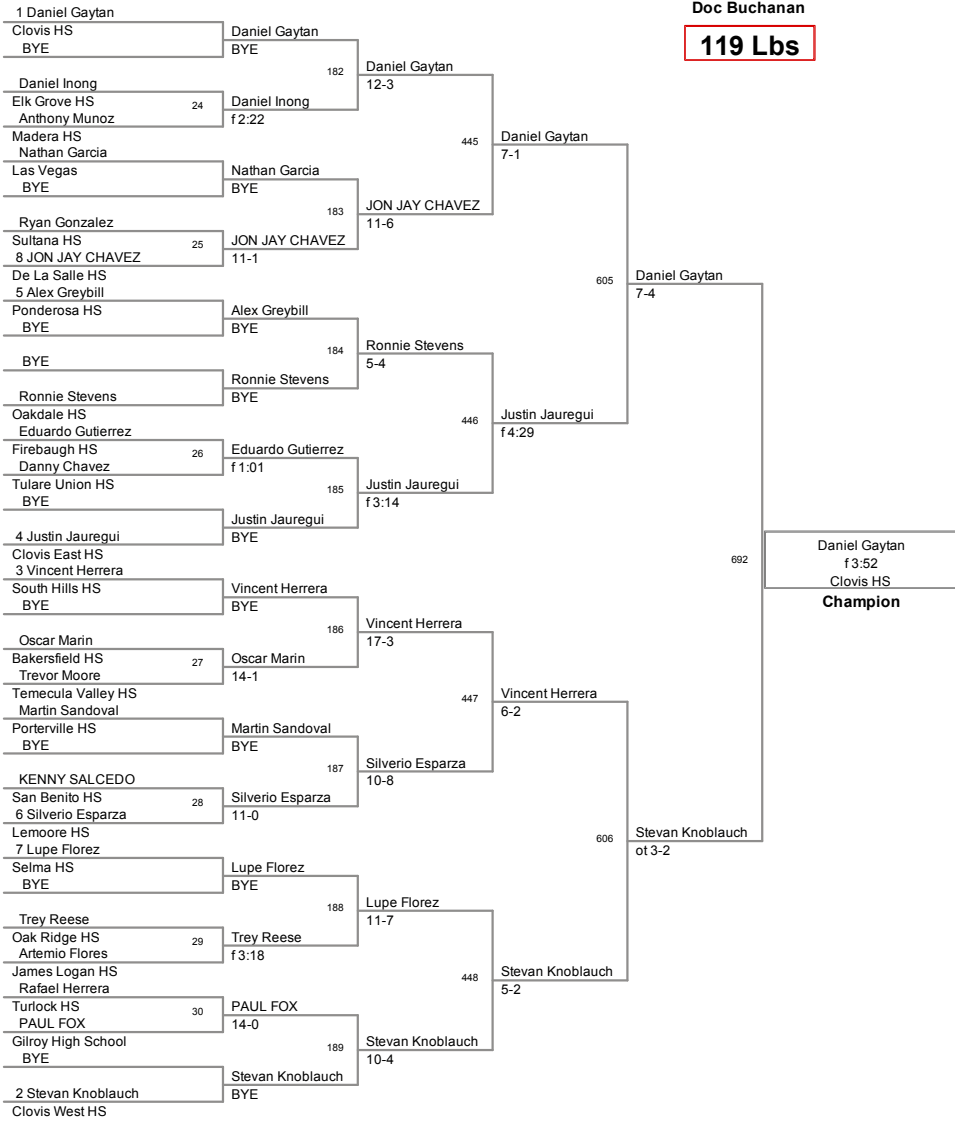 Doc Buchanan
119 Lbs
1 Daniel Gaytan
Clovis HS
BYE
Daniel Inong
Elk Grove HS
24
Anthony Munoz
Madera HS
Nathan Garcia
Las Vegas
BYE
Ryan Gonzalez
Sultana HS
25
8 JON JAY CHAVEZ
De La Salle HS
5 Alex Greybill
Ponderosa HS
BYE
BYE
Ronnie Stevens
Oakdale HS
Eduardo Gutierrez
Firebaugh HS
26
Danny Chavez
Tulare Union HS
BYE
4 Justin Jauregui
Clovis East HS
3 Vincent Herrera
South Hills HS
BYE
Oscar Marin
Bakersfield HS
27
Trevor Moore
Temecula Valley HS
Martin Sandoval
Porterville HS
BYE
KENNY SALCEDO
San Benito HS
28
6 Silverio Esparza
Lemoore HS
7 Lupe Florez
Selma HS
BYE
Trey Reese
Oak Ridge HS
29
Artemio Flores
James Logan HS
Rafael Herrera
Turlock HS
30
PAUL FOX
Gilroy High School
BYE
2 Stevan Knoblauch
Clovis West HS
Daniel Gaytan
BYE
182
Daniel Inong
f 2:22
Nathan Garcia
BYE
183
JON JAY CHAVEZ
11-1
Alex Greybill
BYE
184
Ronnie Stevens
BYE
Eduardo Gutierrez
f 1:01
185
Justin Jauregui
BYE
Vincent Herrera
BYE
186
Oscar Marin
14-1
Martin Sandoval
BYE
187
Silverio Esparza
11-0
Lupe Florez
BYE
188
Trey Reese
f 3:18
PAUL FOX
14-0
189
Stevan Knoblauch
BYE
Daniel Gaytan
12-3
445
JON JAY CHAVEZ
11-6
Ronnie Stevens
5-4
446
Justin Jauregui
f 3:14
Vincent Herrera
17-3
447
Silverio Esparza
10-8
Lupe Florez
11-7
448
Stevan Knoblauch
10-4
Daniel Gaytan
7-1
605
Justin Jauregui
f 4:29
Vincent Herrera
6-2
606
Stevan Knoblauch
5-2
Daniel Gaytan
7-4
692
Stevan Knoblauch
ot 3-2
Daniel Gaytan
f 3:52
Clovis HS
Champion